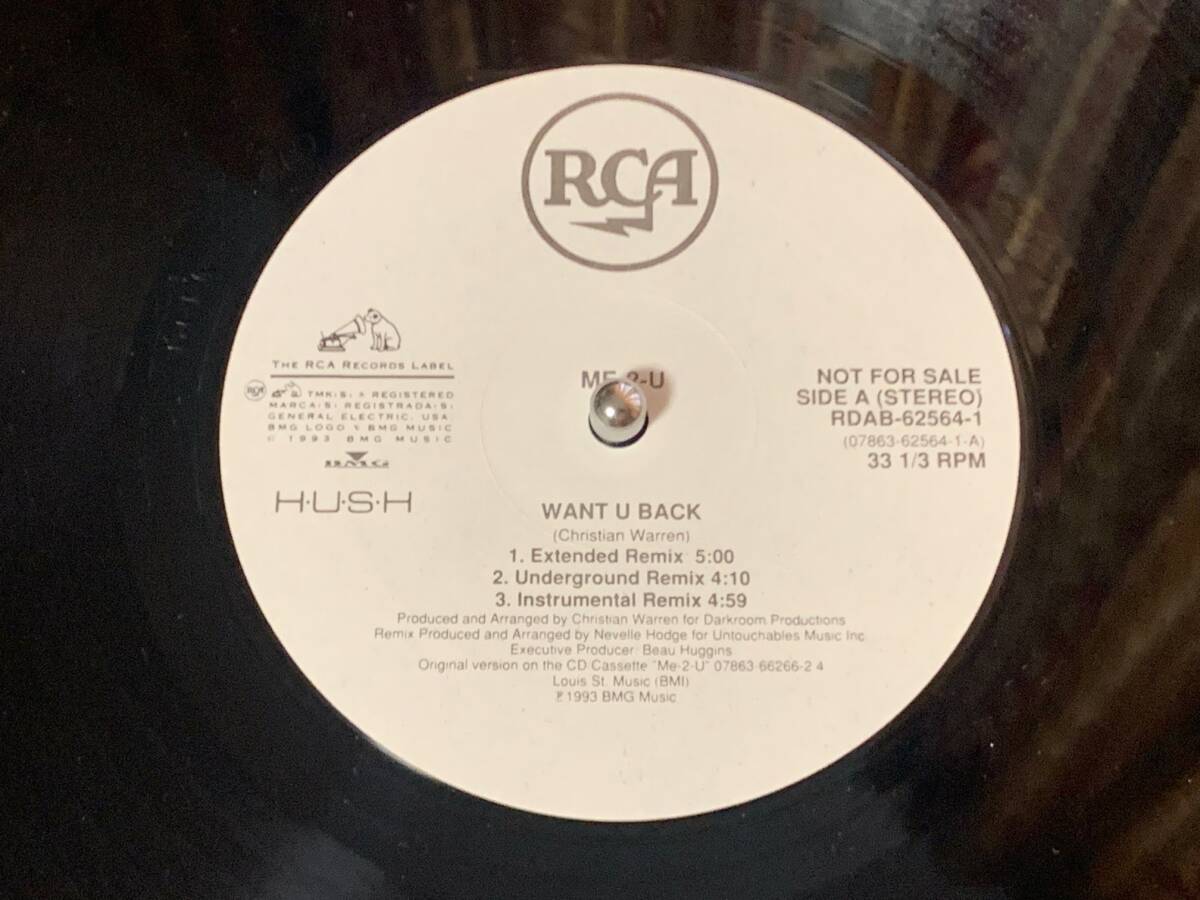 RCA
THE RCA RECORDS LABEL
RCA TMK(S) ® REGISTERED
MARCA(S) REGISTRADA(S)
GENERAL ELECTRIC, USA
BMG LOGO ® BMG MUSIC
© 1993 BMG MUSIC
BMG
H·U·S·H
ME-2-U
NOT FOR SALE
SIDE A (STEREO)
RDAB-62564-1
(07863-62564-1-A)
33 1/3 RPM
WANT U BACK
(Christian Warren)
1. Extended Remix 5:00
2. Underground Remix 4:10
3. Instrumental Remix 4:59
Produced and Arranged by Christian Warren for Darkroom Productions
Remix Produced and Arranged by Nevelle Hodge for Untouchables Music Inc.
Executive Producer: Beau Huggins
Original version on the CD Cassette "Me-2-U" 07863-66266-2 4
Louis St. Music (BMI)
℗ 1993 BMG Music